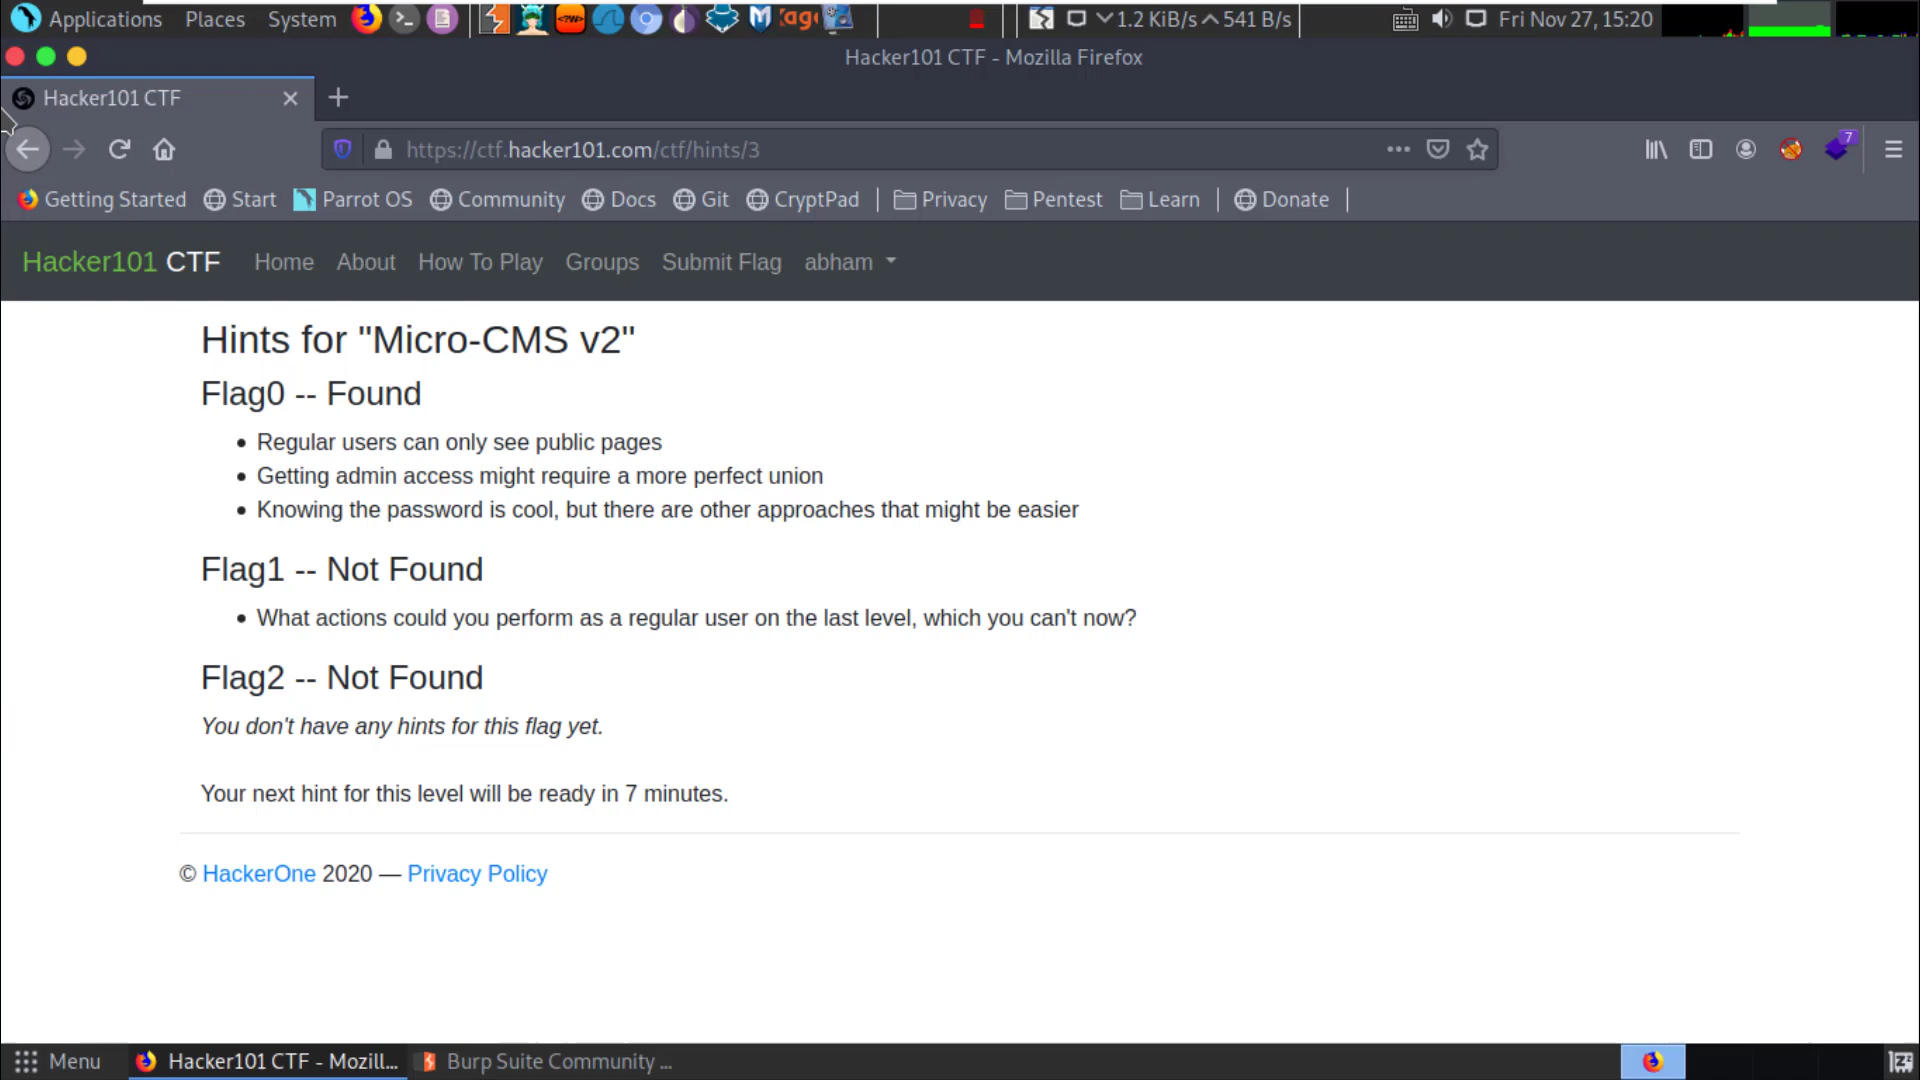 Applications Places System 1.2 KiB/s 541 B/s Fri Nov 27, 15:20
Hacker101 CTF - Mozilla Firefox
Hacker101 CTF
https://ctf.hacker101.com/ctf/hints/3
7
Getting Started Start Parrot OS Community Docs Git CryptPad Privacy Pentest Learn Donate
Hacker101 CTF Home About How To Play Groups Submit Flag abham
Hints for "Micro-CMS v2"
Flag0 -- Found
• Regular users can only see public pages
• Getting admin access might require a more perfect union
• Knowing the password is cool, but there are other approaches that might be easier
Flag1 -- Not Found
• What actions could you perform as a regular user on the last level, which you can't now?
Flag2 -- Not Found
You don't have any hints for this flag yet.
Your next hint for this level will be ready in 7 minutes.
© HackerOne 2020 — Privacy Policy
Menu Hacker101 CTF - Mozill... Burp Suite Community ...